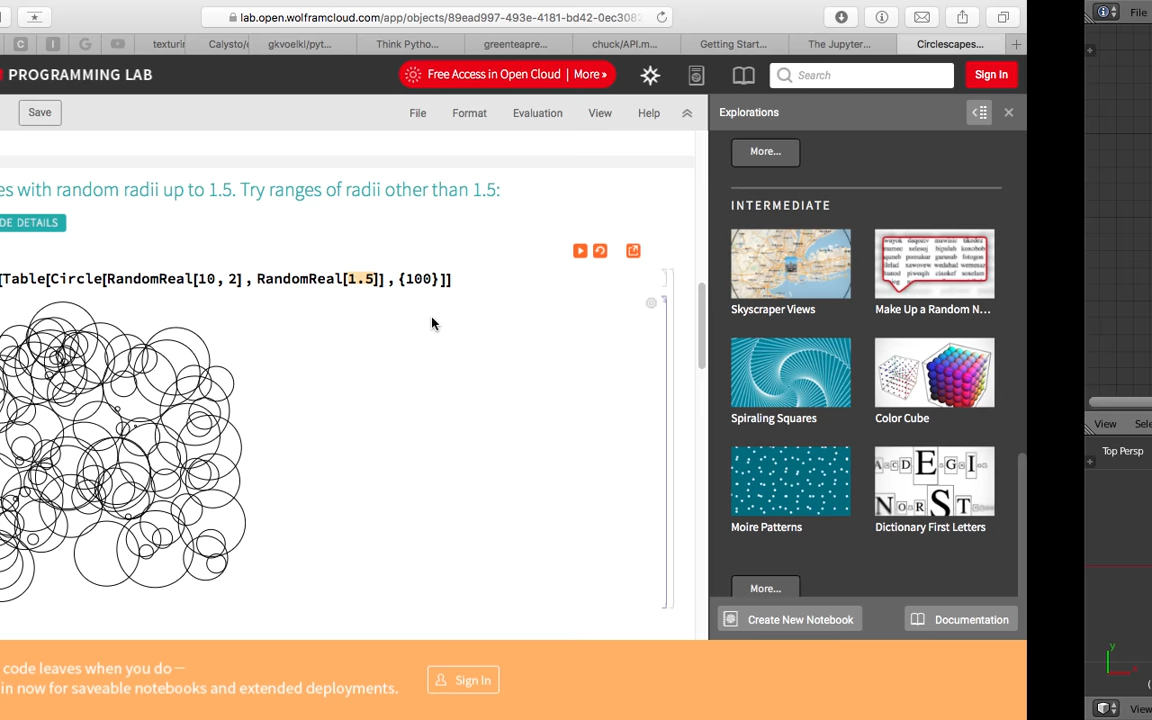 lab.open.wolframcloud.com/app/objects/89ead997-493e-4181-bd42-0ec308
File
texturir
Calysto/c
gkvoelkl/pyt...
Think Pytho...
greenteapre...
chuck/API.m...
Getting Start...
The Jupyter...
Circlescapes...
PROGRAMMING LAB
Free Access in Open Cloud | More »
Search
Sign In
Save
File
Format
Evaluation
View
Help
Explorations
More...
es with random radii up to 1.5. Try ranges of radii other than 1.5:
DE DETAILS
[Table[Circle[RandomReal[10, 2], RandomReal[1.5]], {100}]]
INTERMEDIATE
Skyscraper Views
Make Up a Random N...
Spiraling Squares
Color Cube
A C D E G I
N O R S T
Moire Patterns
Dictionary First Letters
More...
Create New Notebook
Documentation
code leaves when you do —
in now for saveable notebooks and extended deployments.
Sign In
View
Sele
Top Persp
y
(
View